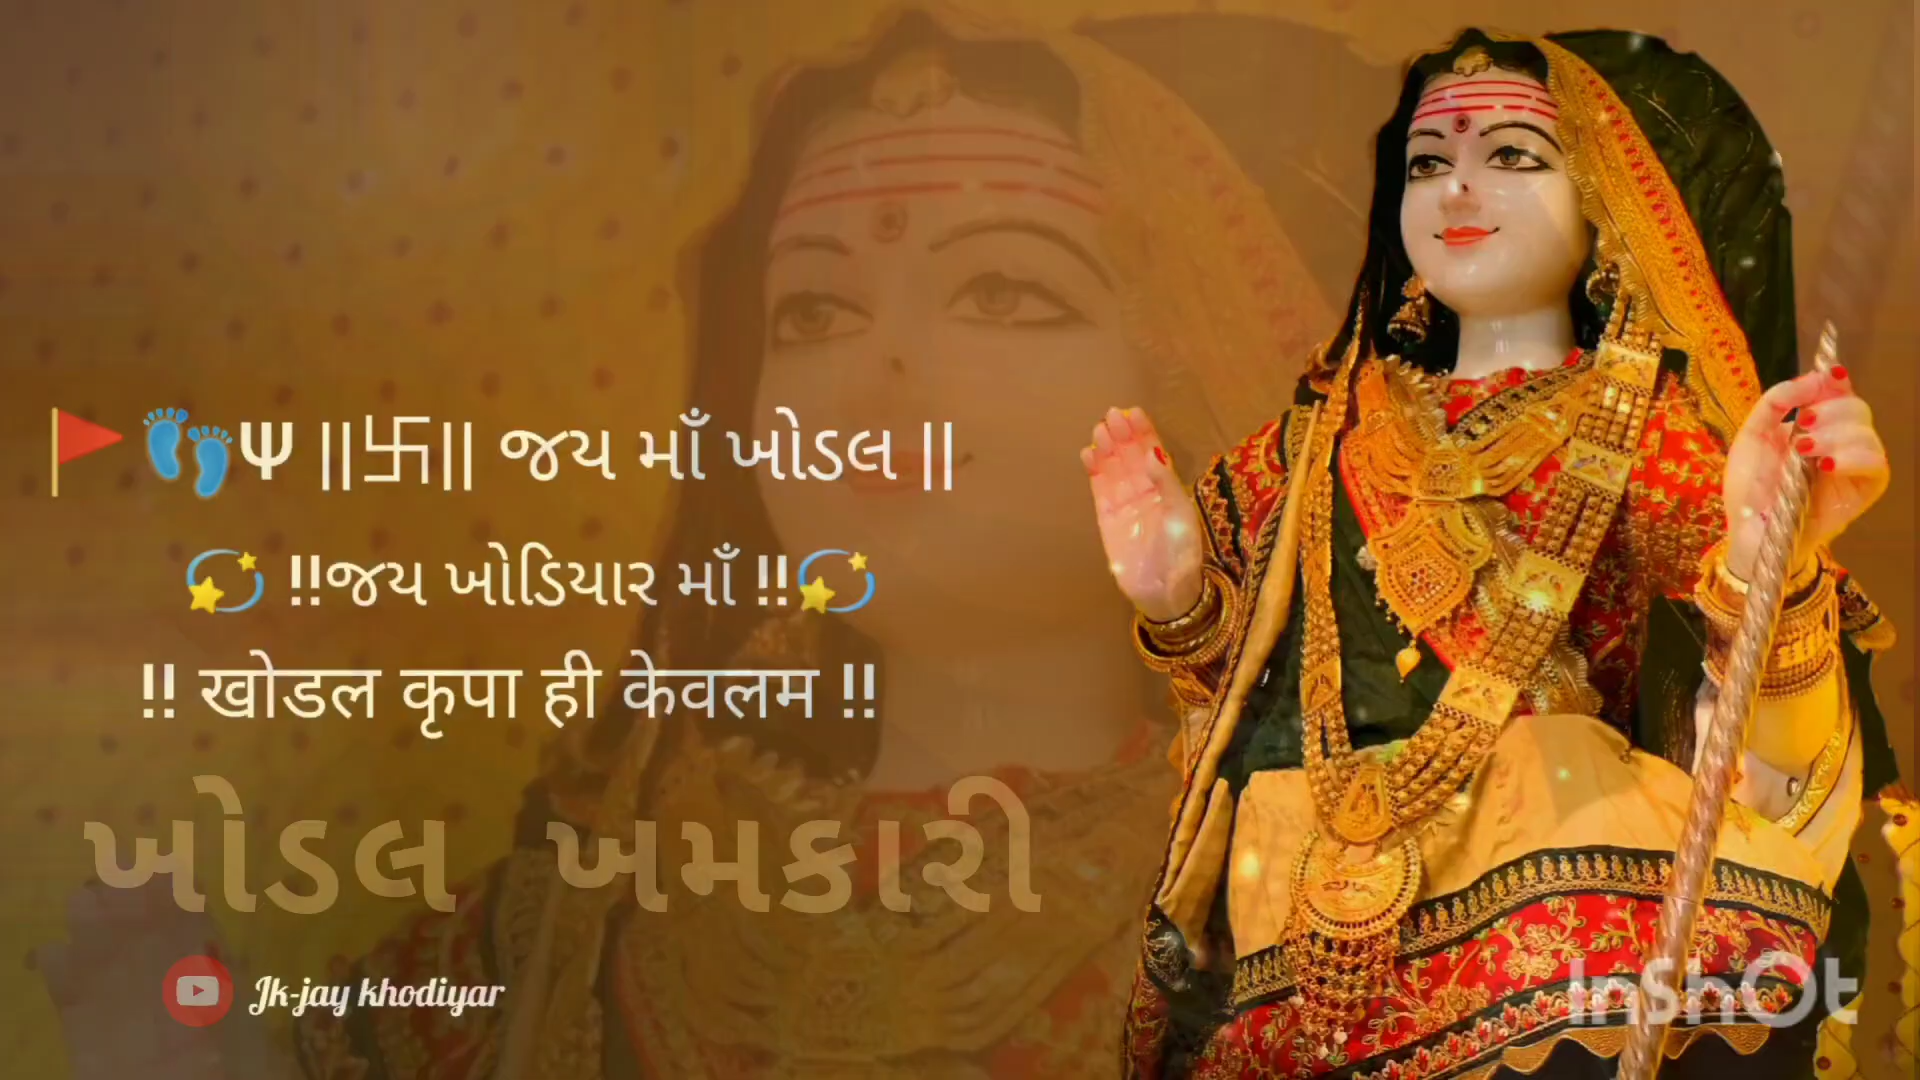 🚩👣Ψ ||卐|| જય માઁ ખોડલ ||
💫 !!જય ખોડિયાર માઁ !!💫
!! खोडल कृपा ही केवलम !!
ખોડલ ખમકારી
Jk-jay khodiyar
InShOt